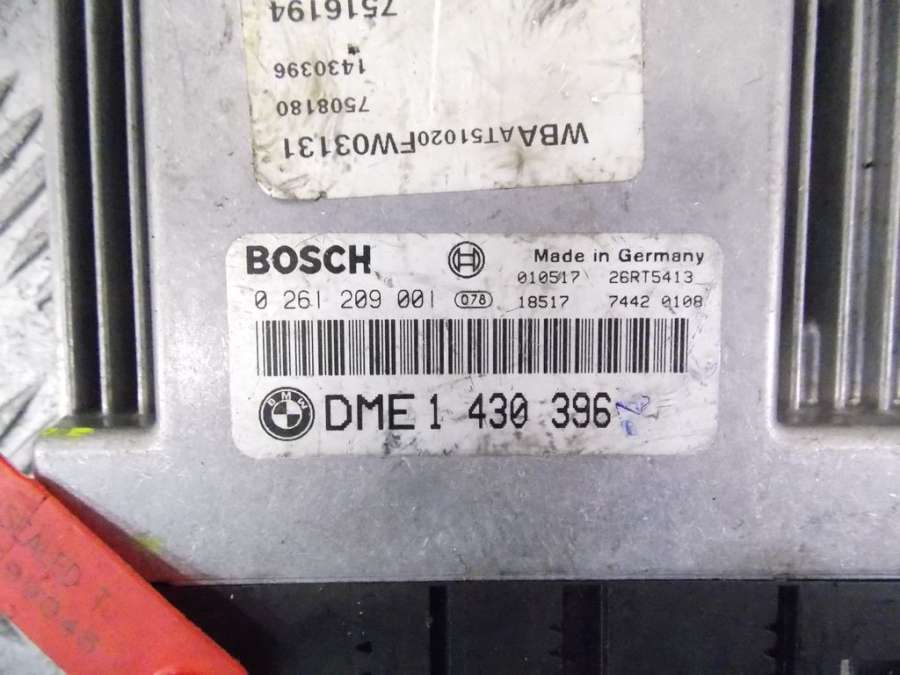 7516194
1430396
7508180
WBAAT51020FW03131
BOSCH
Made in Germany
010517 26RT5413
0 261 209 001 078 18517 7442 0108
BMW
DME 1 430 396